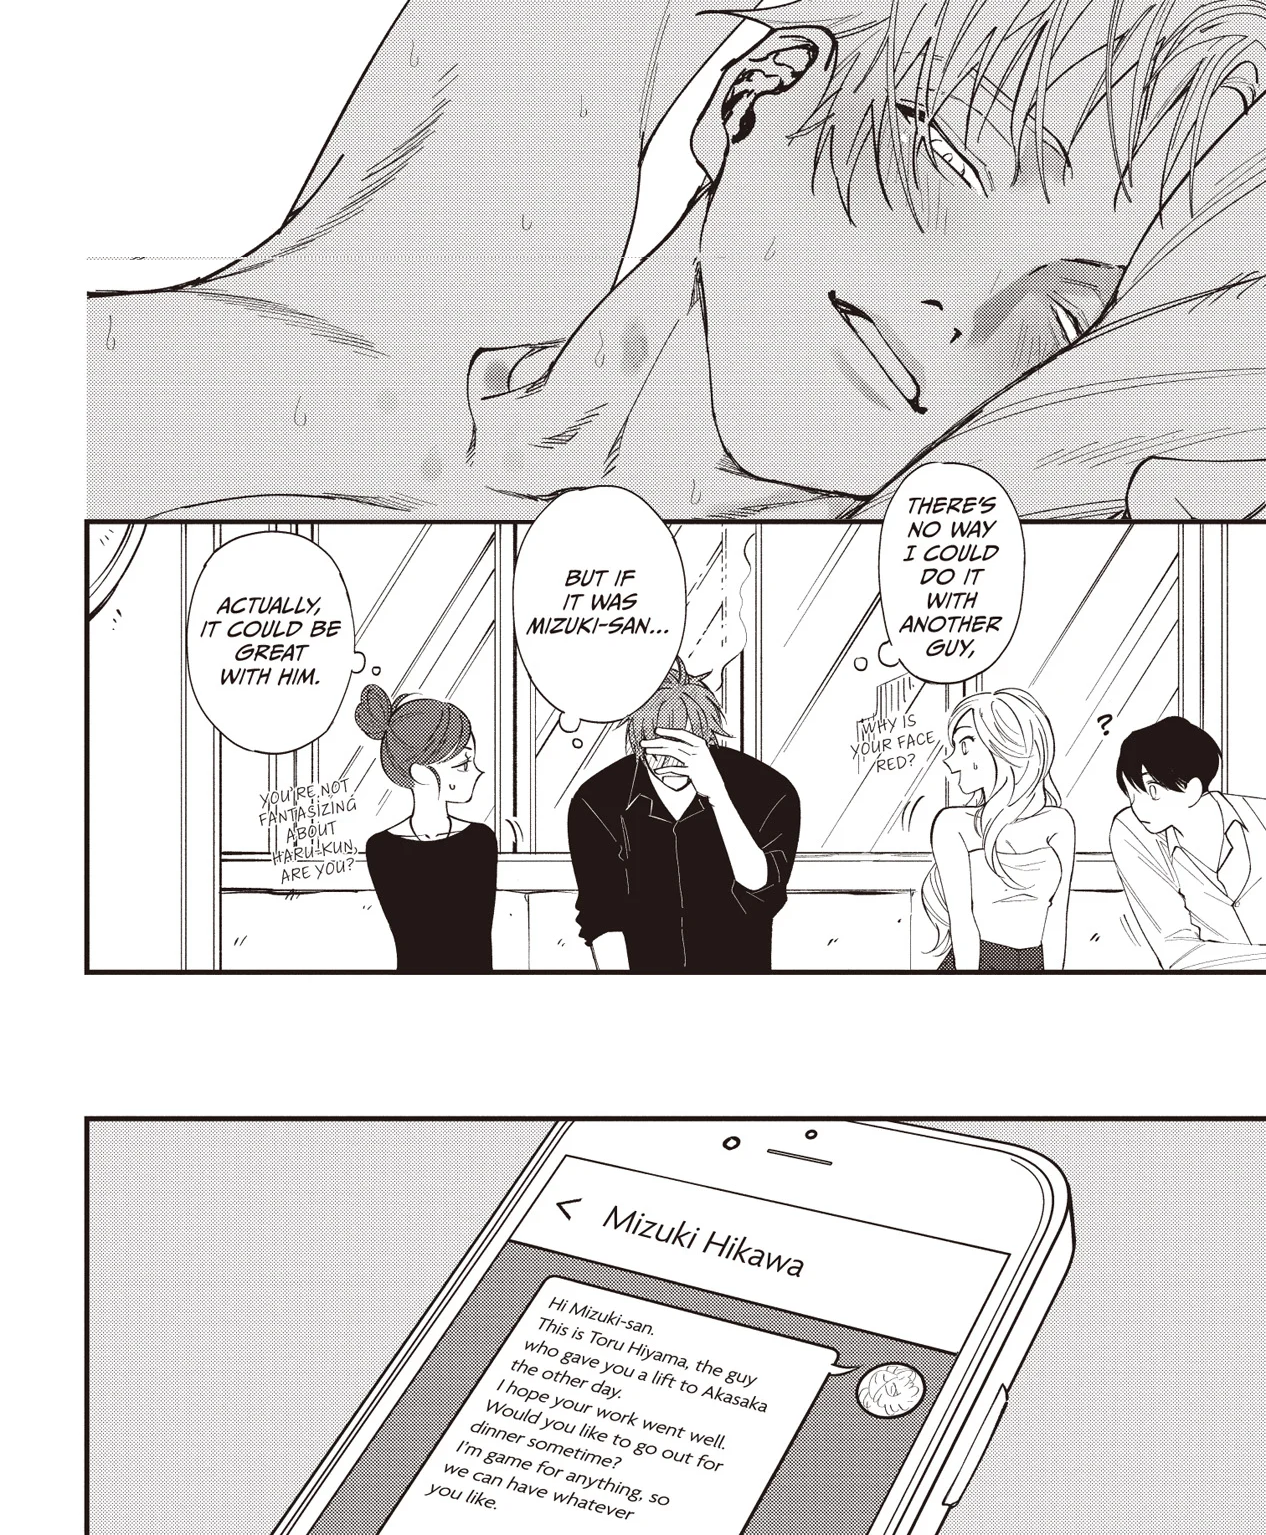 THERE'S
NO WAY
I COULD
DO IT
WITH
ANOTHER
GUY,
BUT IF
IT WAS
MIZUKI-SAN...
ACTUALLY,
IT COULD BE
GREAT
WITH HIM.
WHY IS
YOUR FACE
RED?
?
YOU'RE NOT
FANTASIZING
ABOUT
HARU-KUN,
ARE YOU?
< Mizuki Hikawa
Hi Mizuki-san.
This is Toru Hiyama, the guy
who gave you a lift to Akasaka
the other day.
I hope your work went well.
Would you like to go out for
dinner sometime?
I'm game for anything, so
we can have whatever
you like.